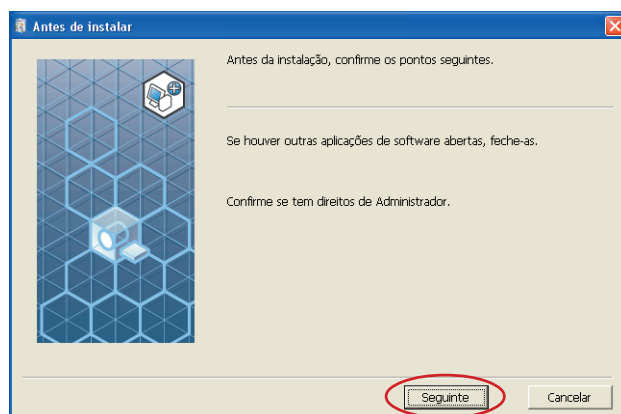 Antes de instalar
Antes da instalação, confirme os pontos seguintes.
Se houver outras aplicações de software abertas, feche-as.
Confirme se tem direitos de Administrador.
Seguinte
Cancelar